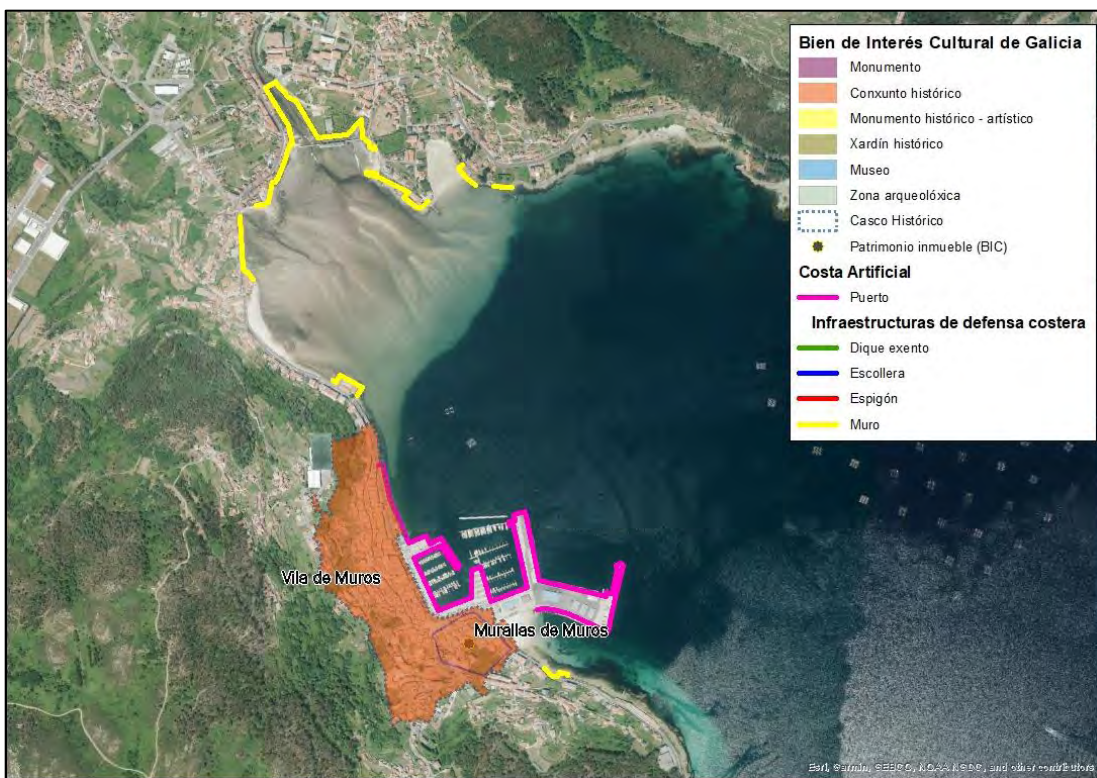 Bien de Interés Cultural de Galicia
Monumento
Conxunto histórico
Monumento histórico - artístico
Xardín histórico
Museo
Zona arqueolóxica
Casco Histórico
Patrimonio inmueble (BIC)
Costa Artificial
Puerto
Infraestructuras de defensa costera
Dique exento
Escollera
Espigón
Muro
Vila de Muros
Murallas de Muros
Esri, Garmin, GEBCO, NOAA NGDC, and other contributors